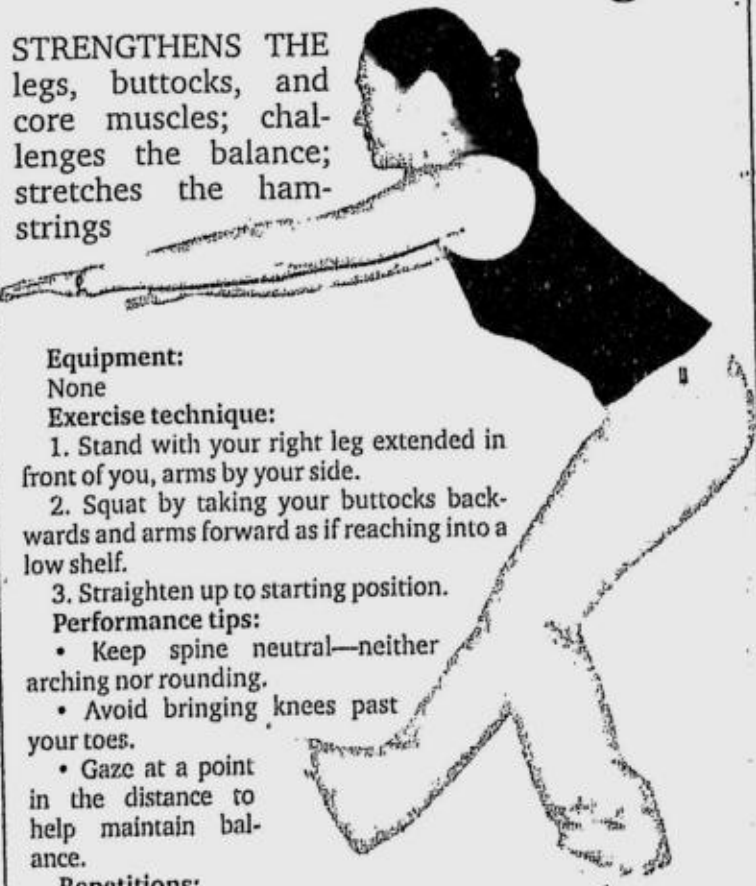 STRENGTHENS THE
legs, buttocks, and
core muscles; chal-
lenges the balance;
stretches the ham-
strings
Equipment:
None
Exercise technique:
1. Stand with your right leg extended in
front of you, arms by your side.
2. Squat by taking your buttocks back-
wards and arms forward as if reaching into a
low shelf.
3. Straighten up to starting position.
Performance tips:
• Keep spine neutral—neither
arching nor rounding.
• Avoid bringing knees past
your toes.
• Gaze at a point
in the distance to
help maintain bal-
ance.
Repetitions: